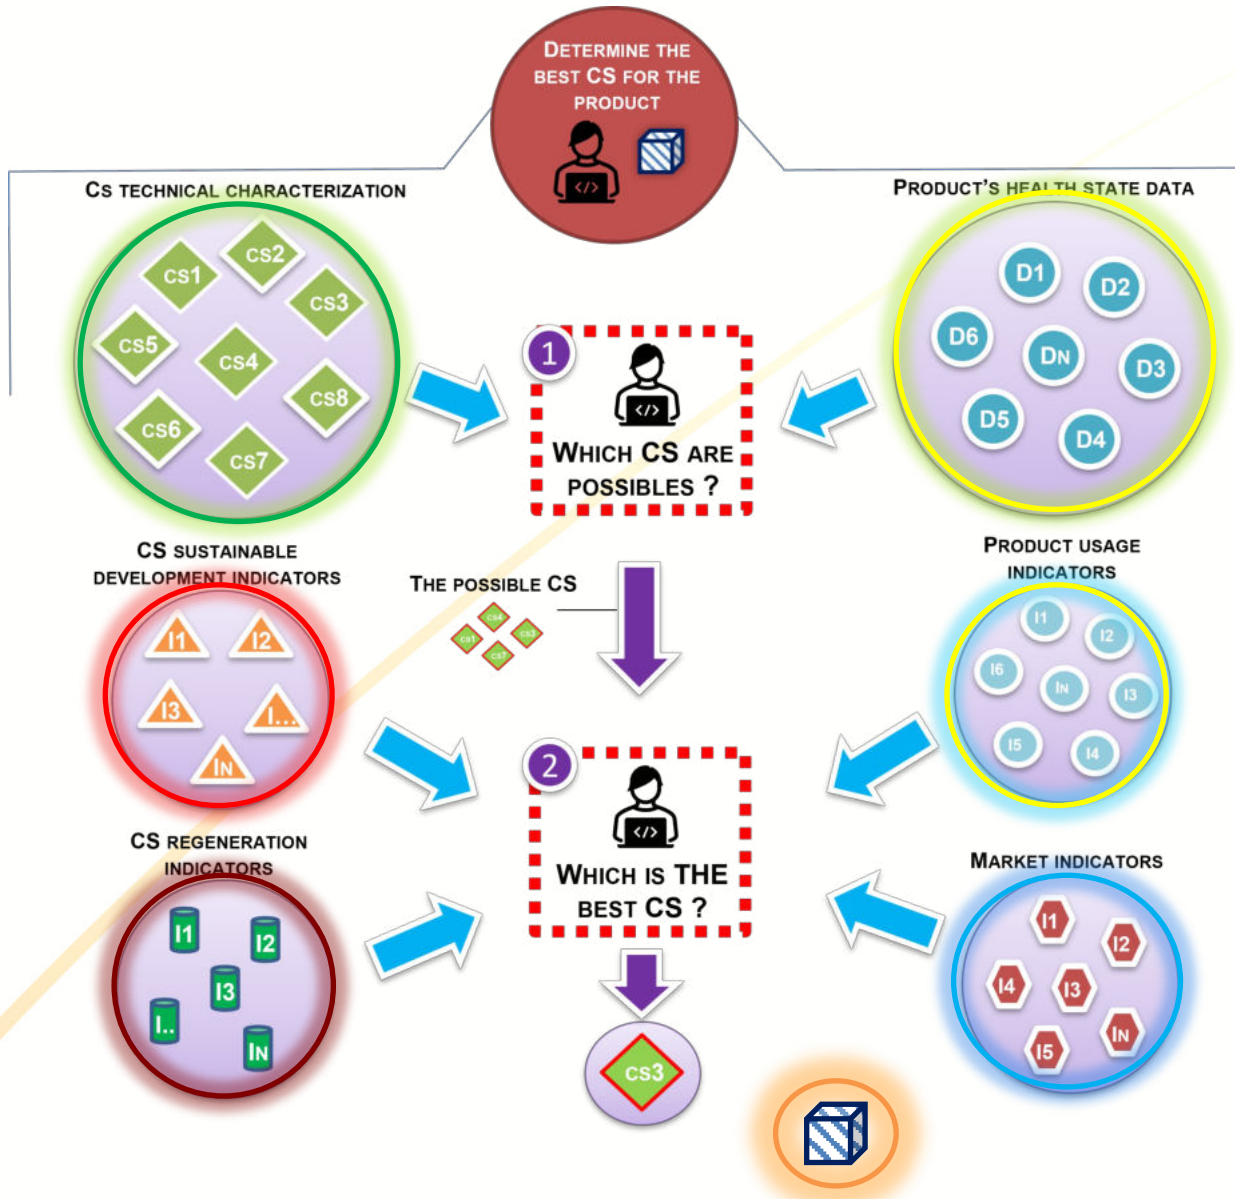 Determine the
best CS for the
product
</>
Cs technical characterization
Product's health state data
cs1
cs2
cs3
cs5
cs4
cs8
cs6
cs7
D1
D2
D6
DN
D3
D5
D4
1
</>
Which CS are
possibles ?
CS sustainable
development indicators
I1
I2
I3
I...
IN
The possible CS
cs4
cs1
cs3
cs7
Product usage
indicators
I1
I2
I6
IN
I3
I5
I4
2
</>
Which is THE
best CS ?
CS regeneration
indicators
I1
I2
I3
I..
IN
Market indicators
I1
I2
I4
I3
IN
I5
cs3